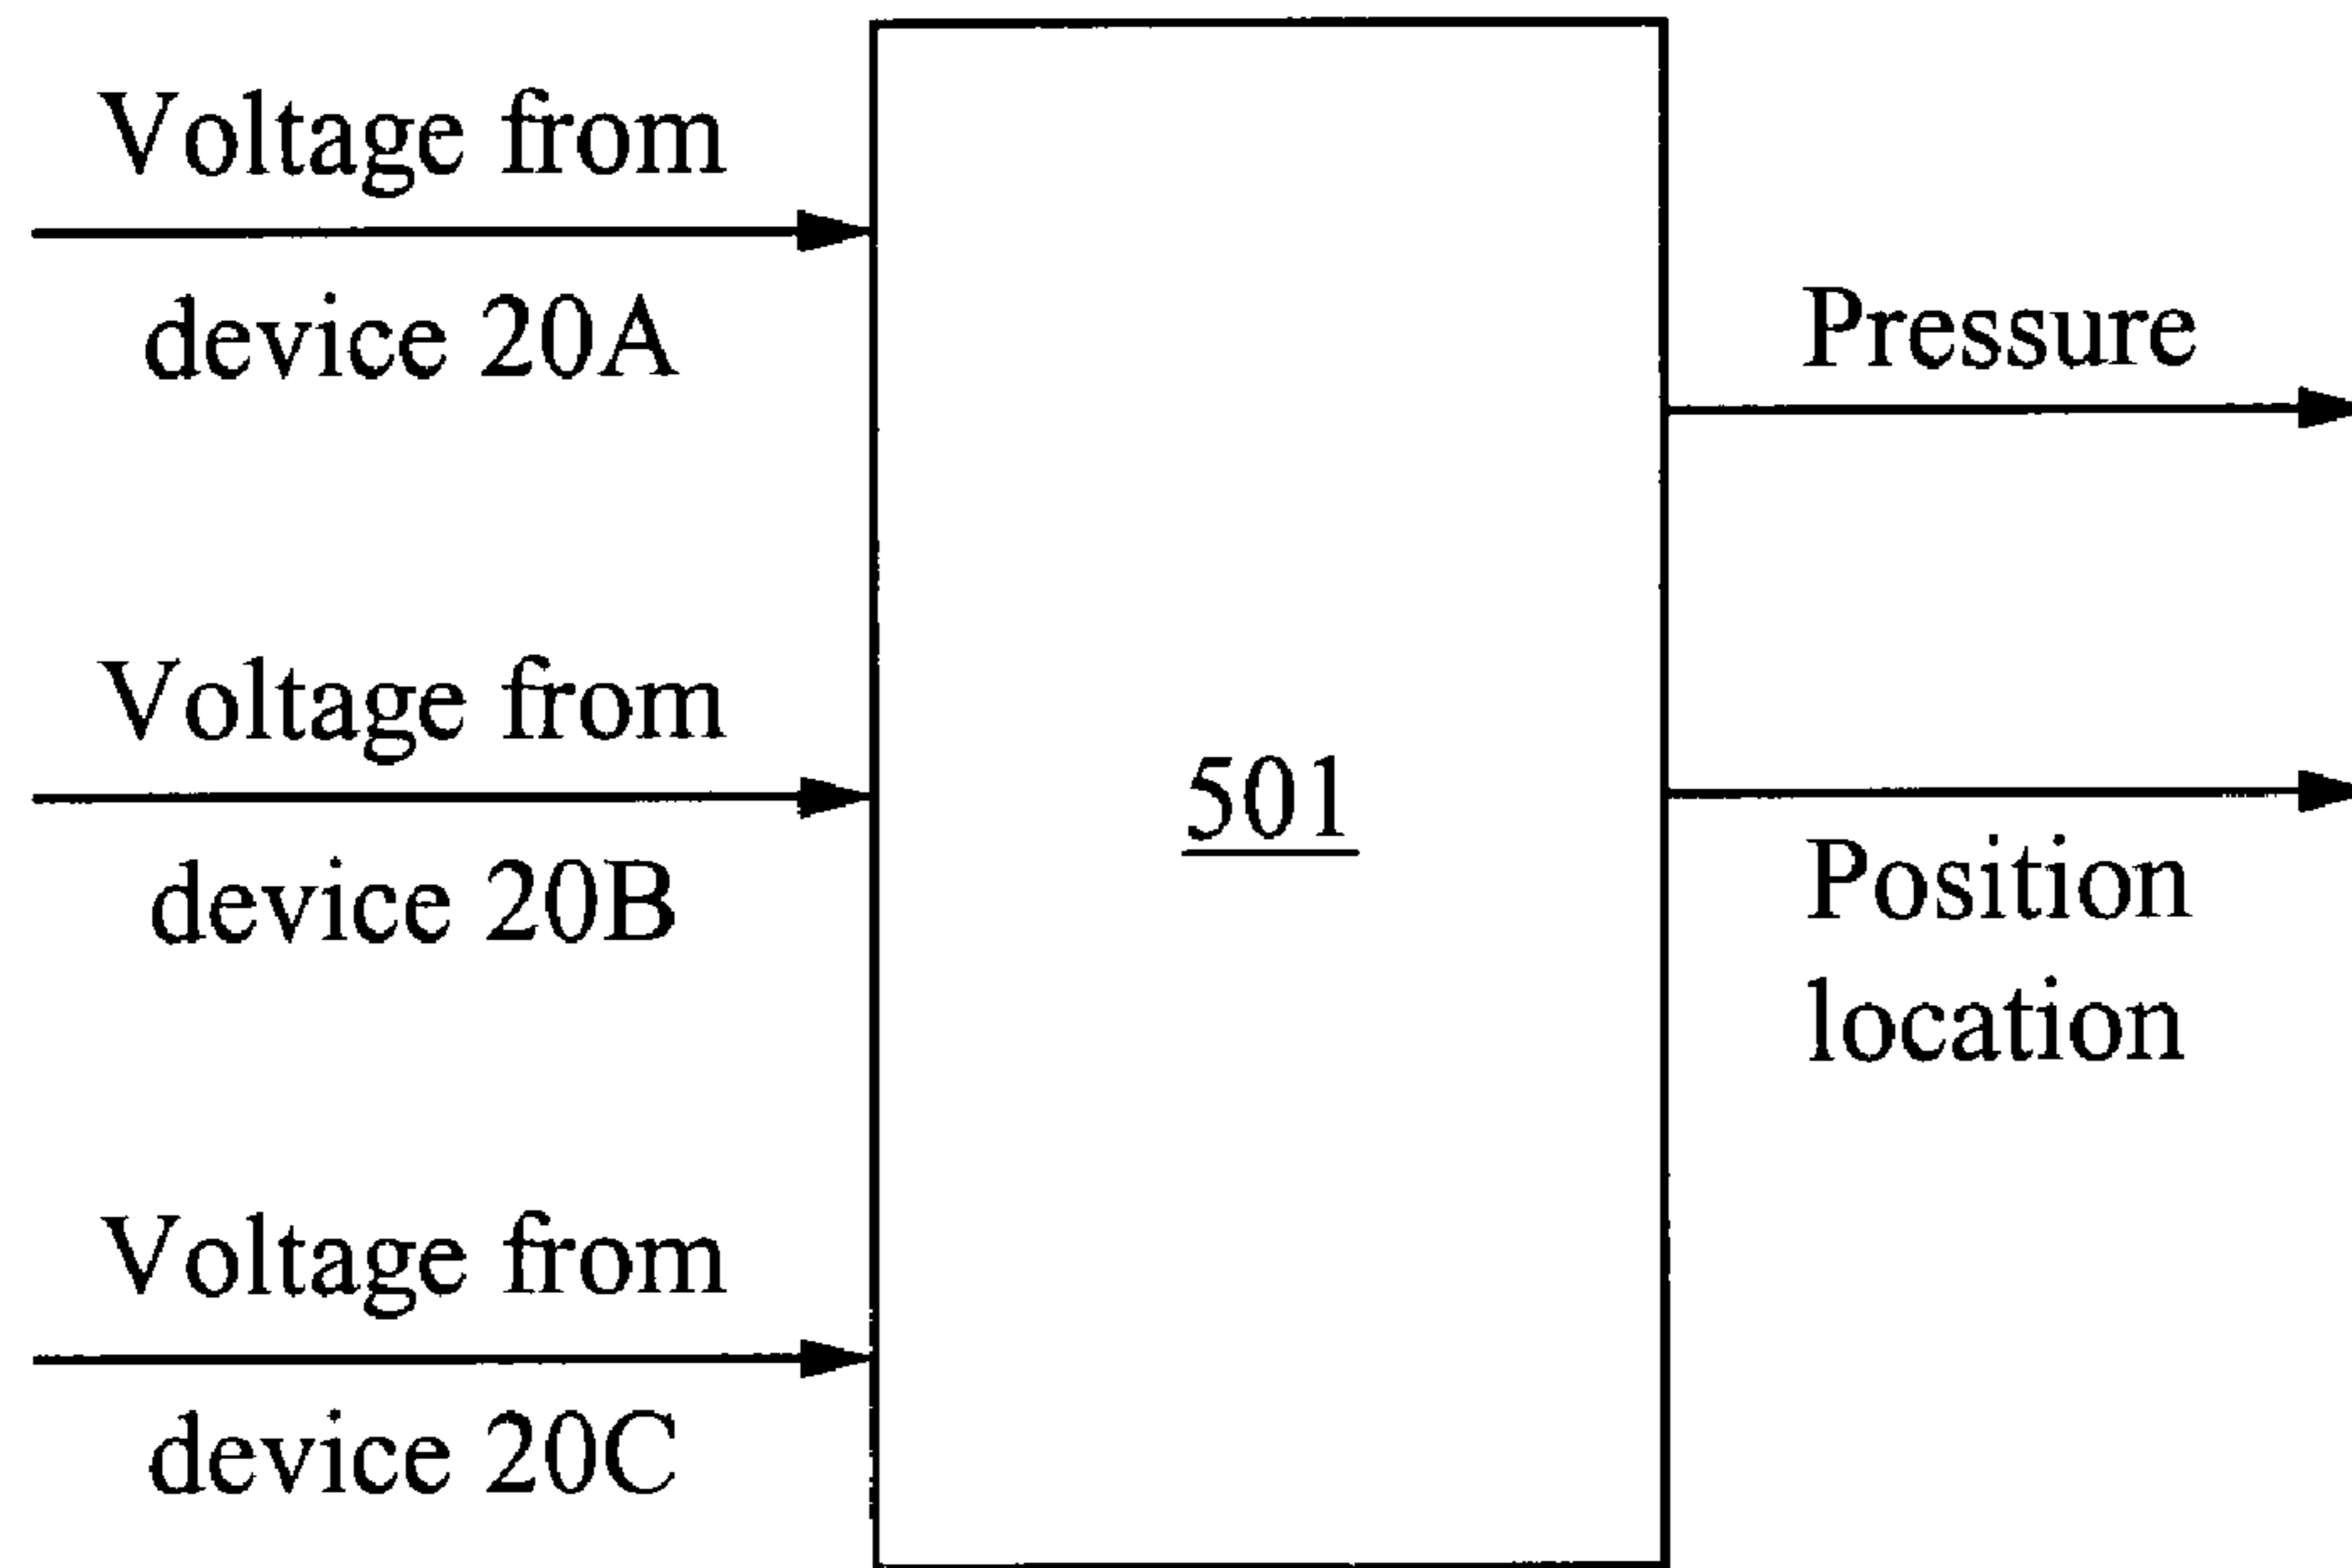 Voltage from
device 20A
Voltage from
device 20B
Voltage from
device 20C
501
Pressure
Position
location